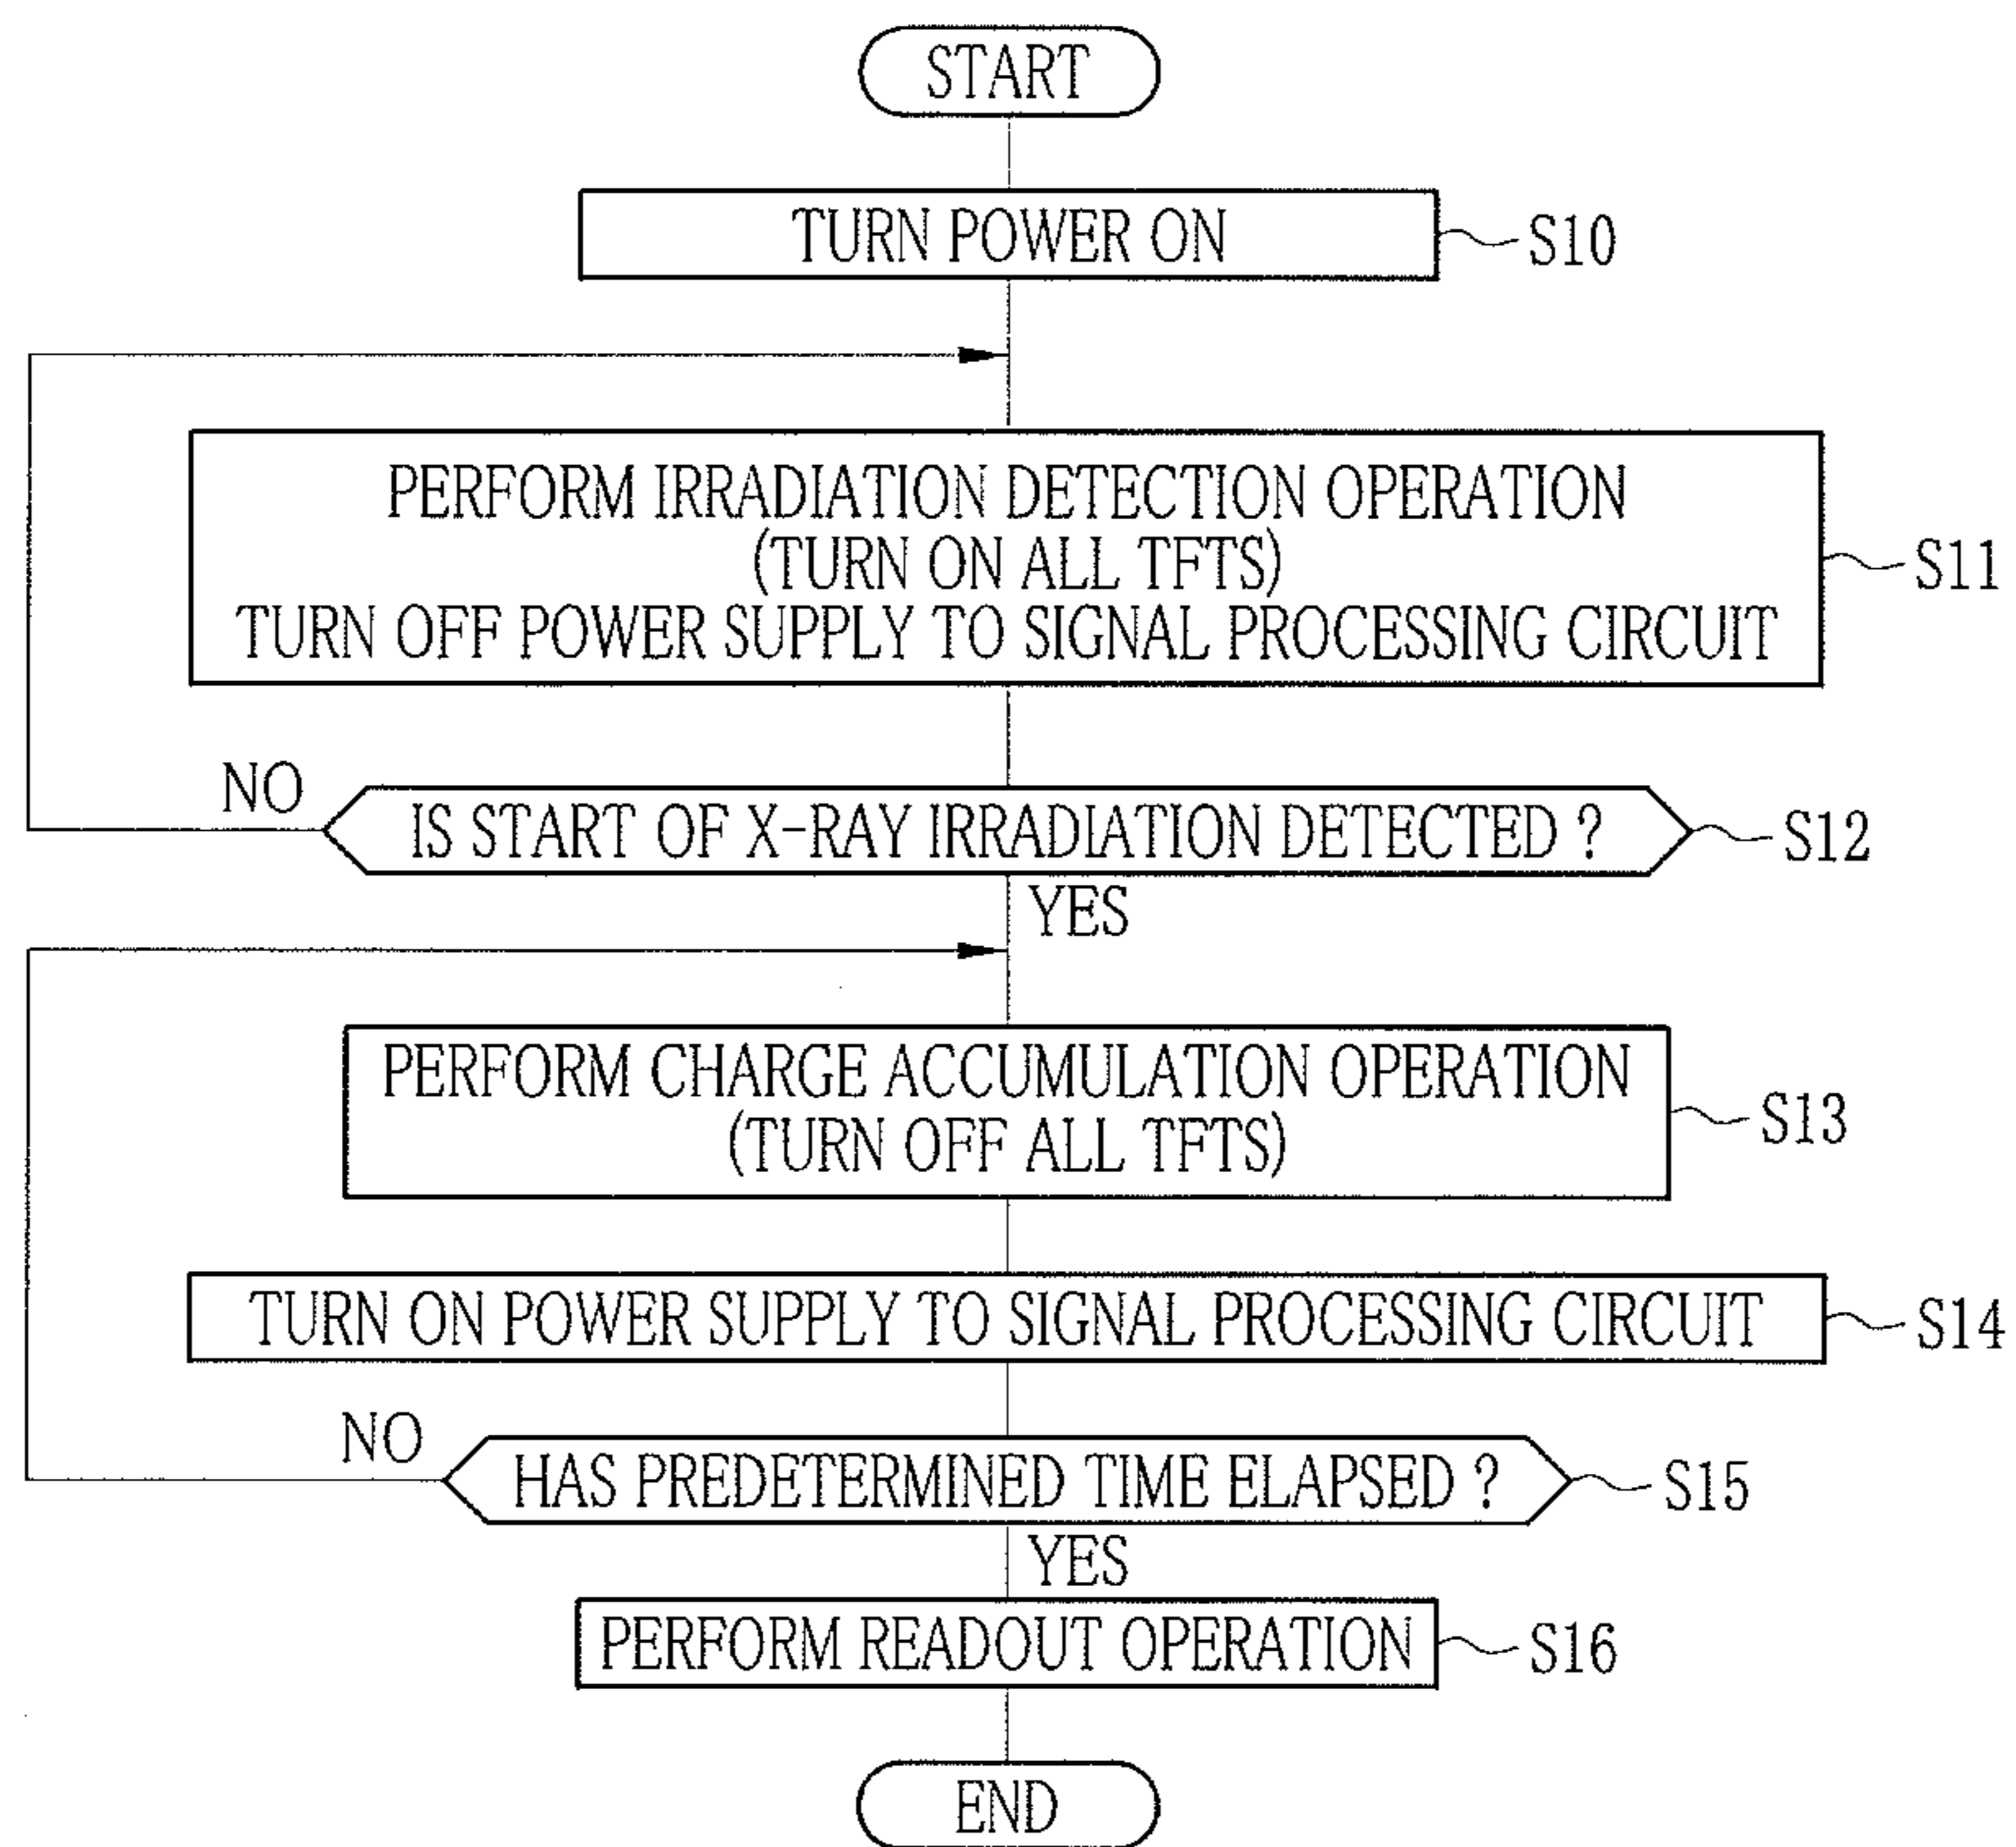 START
TURN POWER ON
S10
PERFORM IRRADIATION DETECTION OPERATION
(TURN ON ALL TFTS)
TURN OFF POWER SUPPLY TO SIGNAL PROCESSING CIRCUIT
S11
NO
IS START OF X-RAY IRRADIATION DETECTED ?
S12
YES
PERFORM CHARGE ACCUMULATION OPERATION
(TURN OFF ALL TFTS)
S13
TURN ON POWER SUPPLY TO SIGNAL PROCESSING CIRCUIT
S14
NO
HAS PREDETERMINED TIME ELAPSED ?
S15
YES
PERFORM READOUT OPERATION
S16
END